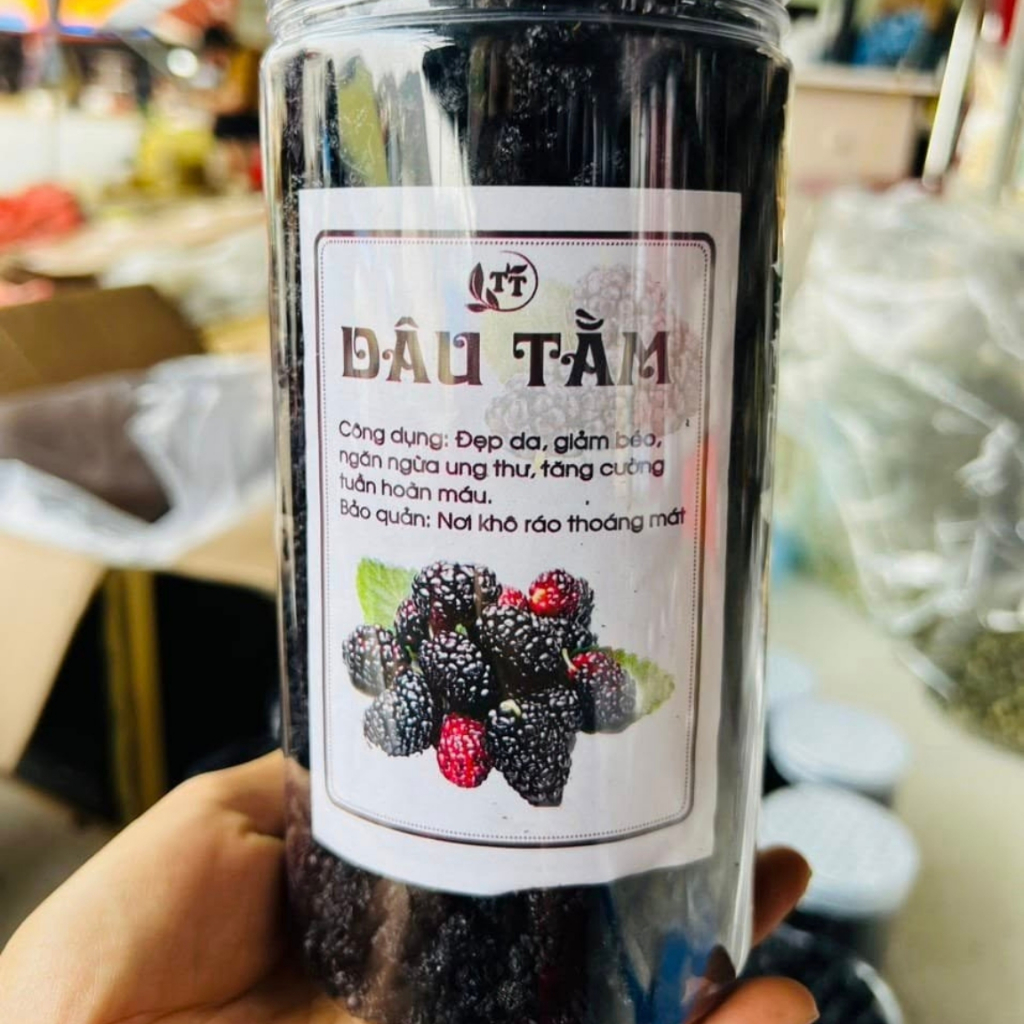 TT
DÂU TẰM
Công dụng: Đẹp da, giảm béo,
ngăn ngừa ung thư, tăng cường
tuần hoàn máu.
Bảo quản: Nơi khô ráo thoáng mát